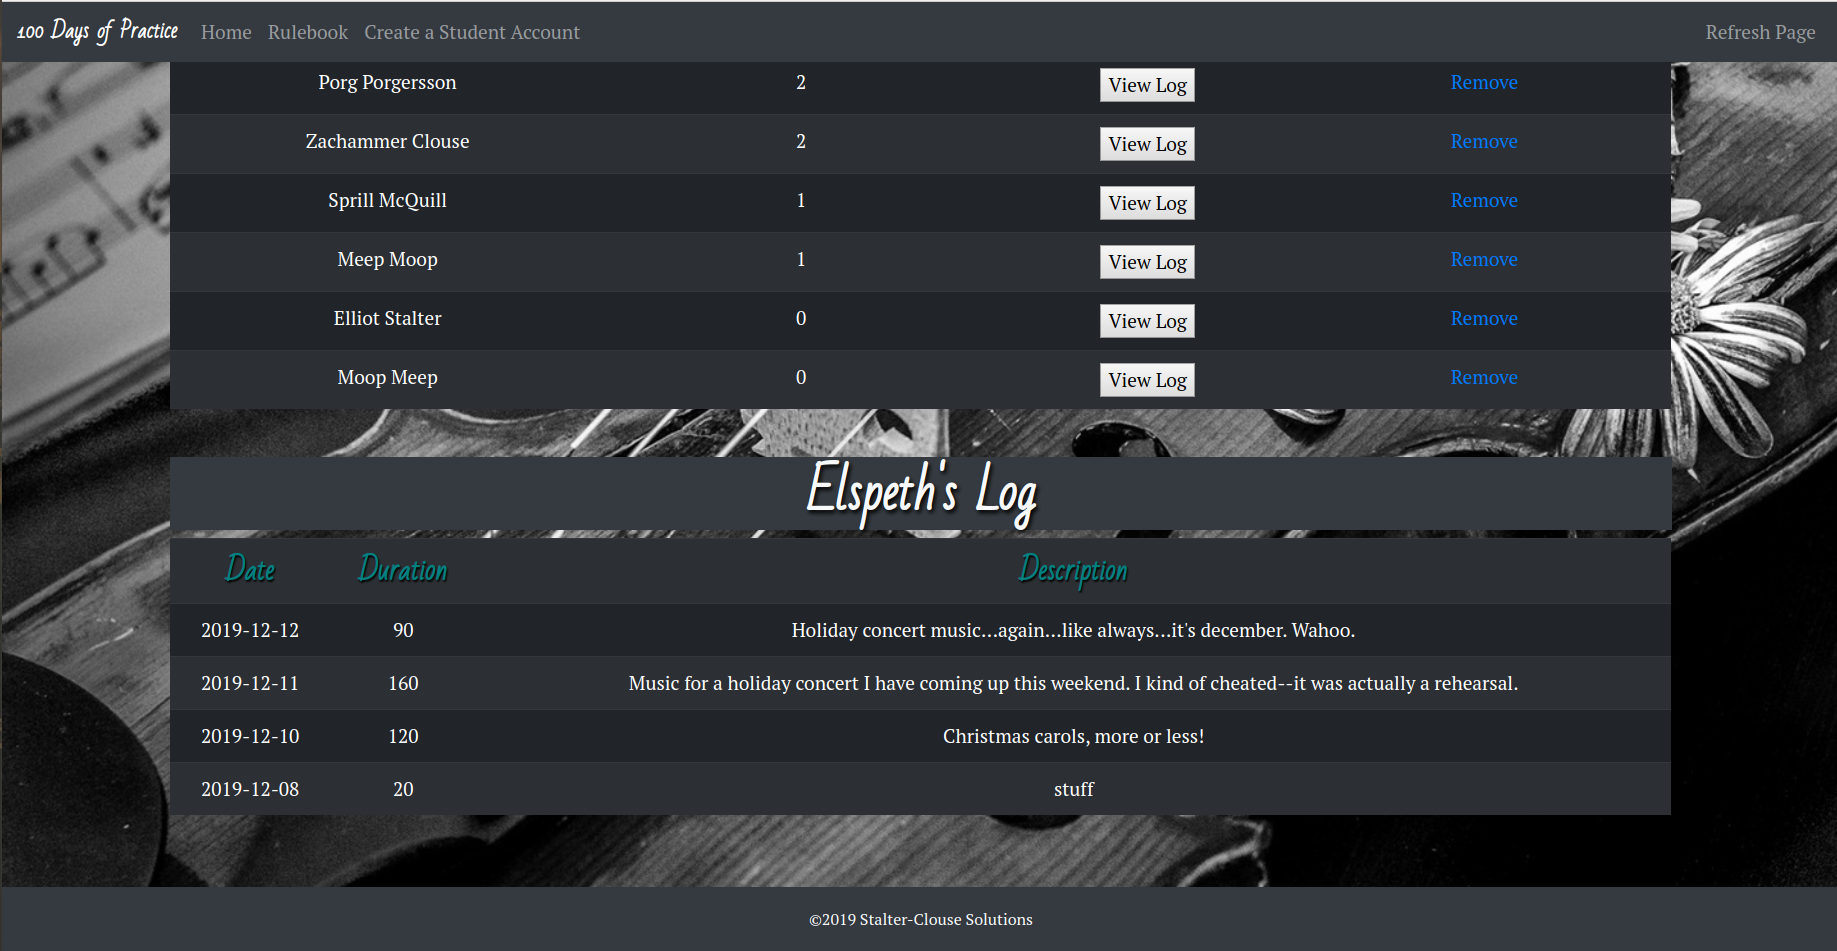 100 Days of Practice Home Rulebook Create a Student Account Refresh Page
Porg Porgersson 2 View Log Remove
Zachammer Clouse 2 View Log Remove
Sprill McQuill 1 View Log Remove
Meep Moop 1 View Log Remove
Elliot Stalter 0 View Log Remove
Moop Meep 0 View Log Remove
Elspeth's Log
Date Duration Description
2019-12-12 90 Holiday concert music...again...like always...it's december. Wahoo.
2019-12-11 160 Music for a holiday concert I have coming up this weekend. I kind of cheated--it was actually a rehearsal.
2019-12-10 120 Christmas carols, more or less!
2019-12-08 20 stuff
©2019 Stalter-Clouse Solutions